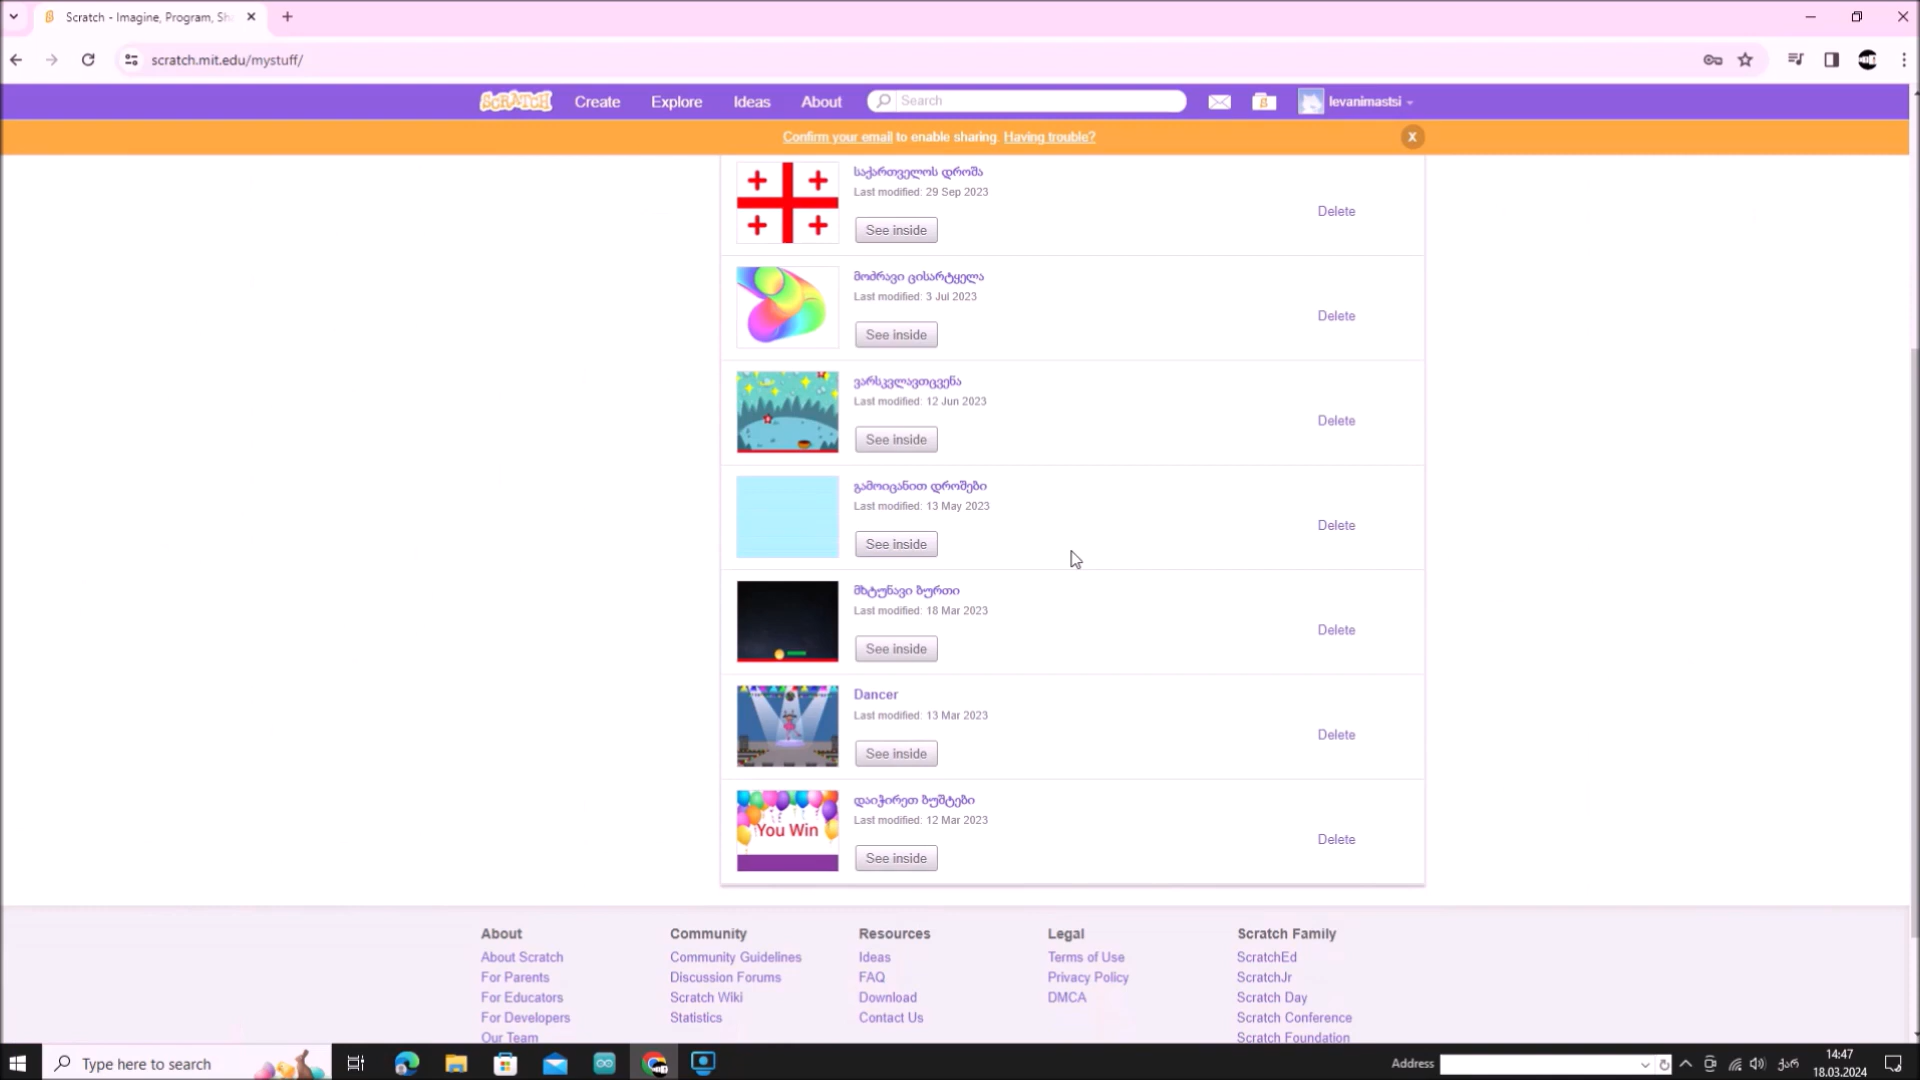 Scratch - Imagine, Program, Sh
scratch.mit.edu/mystuff/
SCRATCH
Create
Explore
Ideas
About
Search
levanimastsi
Confirm your email to enable sharing. Having trouble?
X
საქართველოს დროშა
Last modified: 29 Sep 2023
See inside
Delete
მოძრავი ცისარტყელა
Last modified: 3 Jul 2023
See inside
Delete
ვარსკვლავთცვენა
Last modified: 12 Jun 2023
See inside
Delete
გამოიცანით დროშები
Last modified: 13 May 2023
See inside
Delete
მხტუნავი ბურთი
Last modified: 18 Mar 2023
See inside
Delete
Dancer
Last modified: 13 Mar 2023
See inside
Delete
You Win
დაიჭირეთ ბუშტები
Last modified: 12 Mar 2023
See inside
Delete
About
About Scratch
For Parents
For Educators
For Developers
Our Team
Community
Community Guidelines
Discussion Forums
Scratch Wiki
Statistics
Resources
Ideas
FAQ
Download
Contact Us
Legal
Terms of Use
Privacy Policy
DMCA
Scratch Family
ScratchEd
ScratchJr
Scratch Day
Scratch Conference
Scratch Foundation
Type here to search
Address
ქარ
14:47
18.03.2024